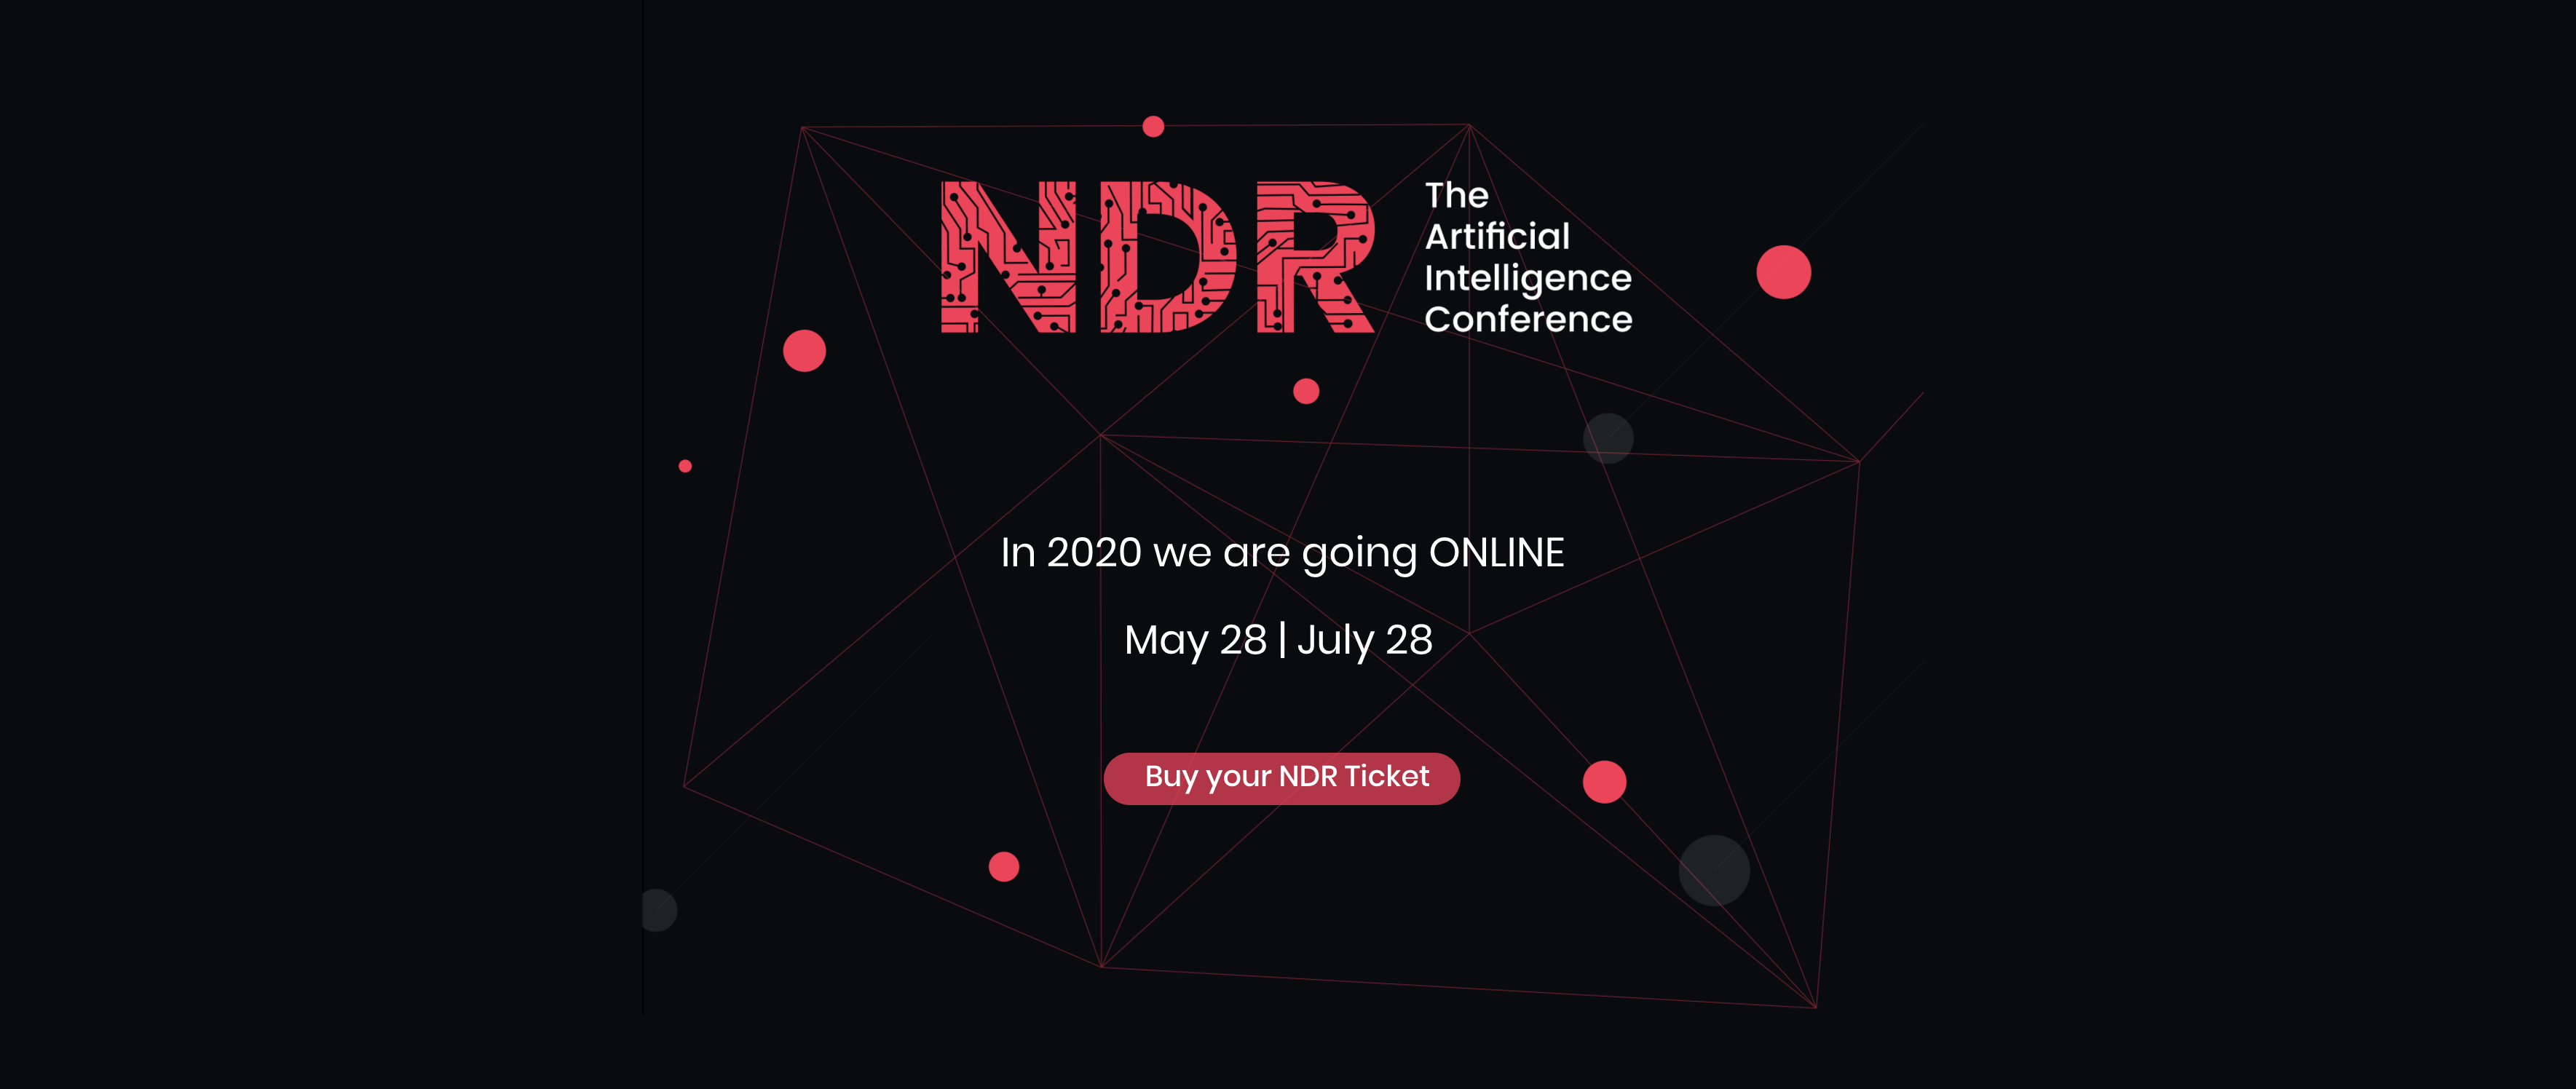 NDR
The
Artificial
Intelligence
Conference
In 2020 we are going ONLINE
May 28 | July 28
Buy your NDR Ticket